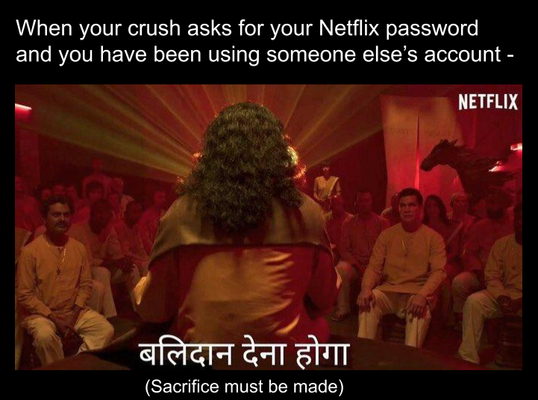 When your crush asks for your Netflix password
and you have been using someone else’s account -
NETFLIX
बलिदान देना होगा
(Sacrifice must be made)